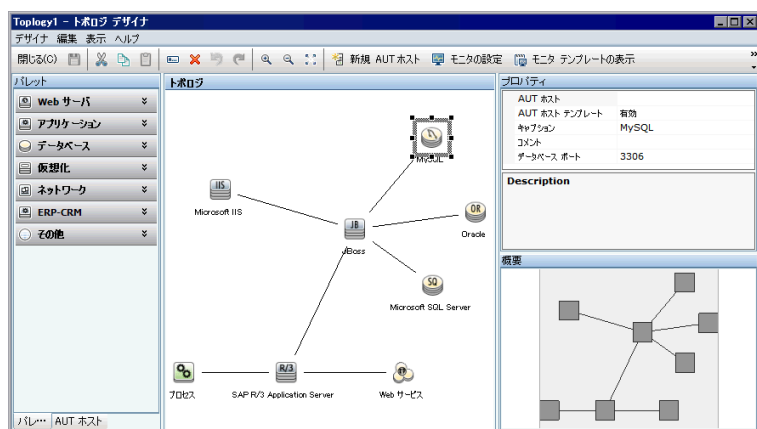 Toplogy1 - トポロジ デザイナ
デザイナ 編集 表示 ヘルプ
閉じる(C) 新規 AUT ホスト モニタの設定 モニタ テンプレートの表示 »
パレット
Web サーバ
アプリケーション
データベース
仮想化
ネットワーク
ERP-CRM
その他
パレ… AUT ホスト
トポロジ
MySQL
IIS
Microsoft IIS
JB
JBoss
OR
Oracle
SQ
Microsoft SQL Server
プロセス
R/3
SAP R/3 Application Server
Web サービス
プロパティ
AUT ホスト
AUT ホスト テンプレート 有効
キャプション MySQL
コメント
データベース ポート 3306
Description
概要